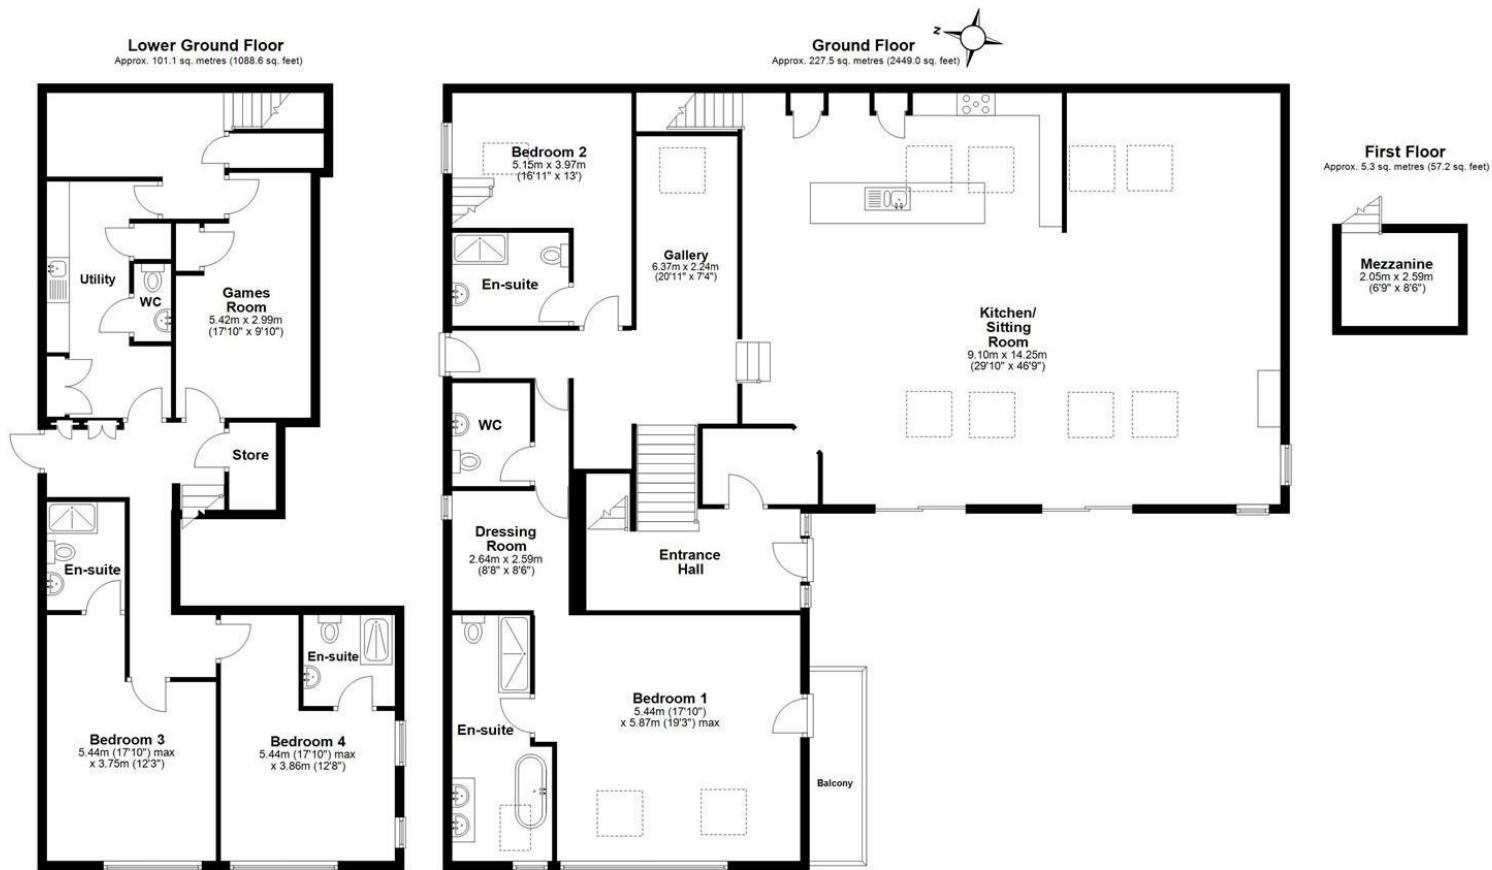 Lower Ground Floor
Approx. 101.1 sq. metres (1088.6 sq. feet)
Utility
WC
Games
Room
5.42m x 2.99m
(17'10" x 9'10")
Store
En-suite
En-suite
Bedroom 3
5.44m (17'10") max
x 3.75m (12'3")
Bedroom 4
5.44m (17'10") max
x 3.86m (12'8")
Ground Floor
Approx. 227.5 sq. metres (2449.0 sq. feet)
N
Bedroom 2
5.15m x 3.97m
(16'11" x 13')
En-suite
Gallery
6.37m x 2.24m
(20'11" x 7'4")
Kitchen/
Sitting
Room
9.10m x 14.25m
(29'10" x 46'9")
WC
Dressing
Room
2.64m x 2.59m
(8'8" x 8'6")
Entrance
Hall
En-suite
Bedroom 1
5.44m (17'10")
x 5.87m (19'3") max
Balcony
First Floor
Approx. 5.3 sq. metres (57.2 sq. feet)
Mezzanine
2.05m x 2.59m
(6'9" x 8'6")